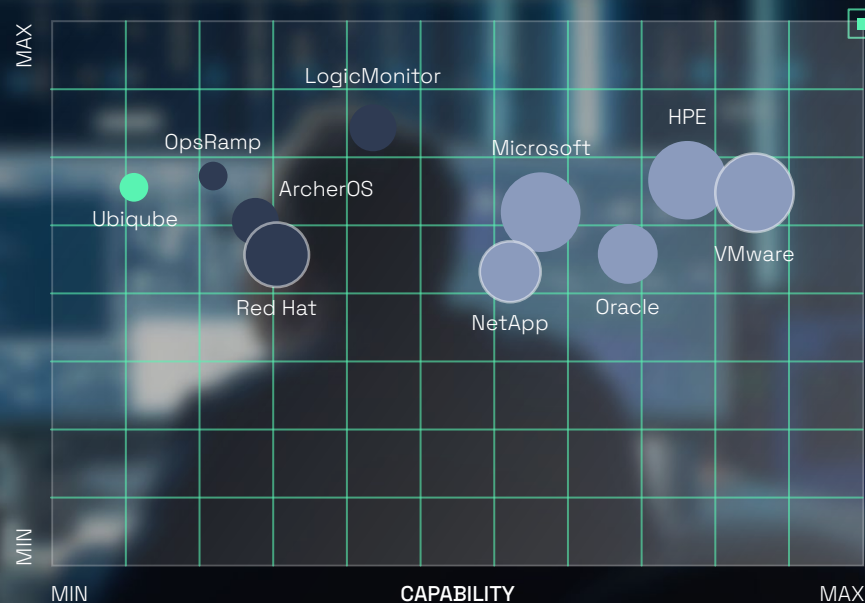 MAX
LogicMonitor
HPE
OpsRamp
Microsoft
ArcherOS
Ubiqube
VMware
Red Hat
Oracle
NetApp
MIN
MIN
CAPABILITY
MAX